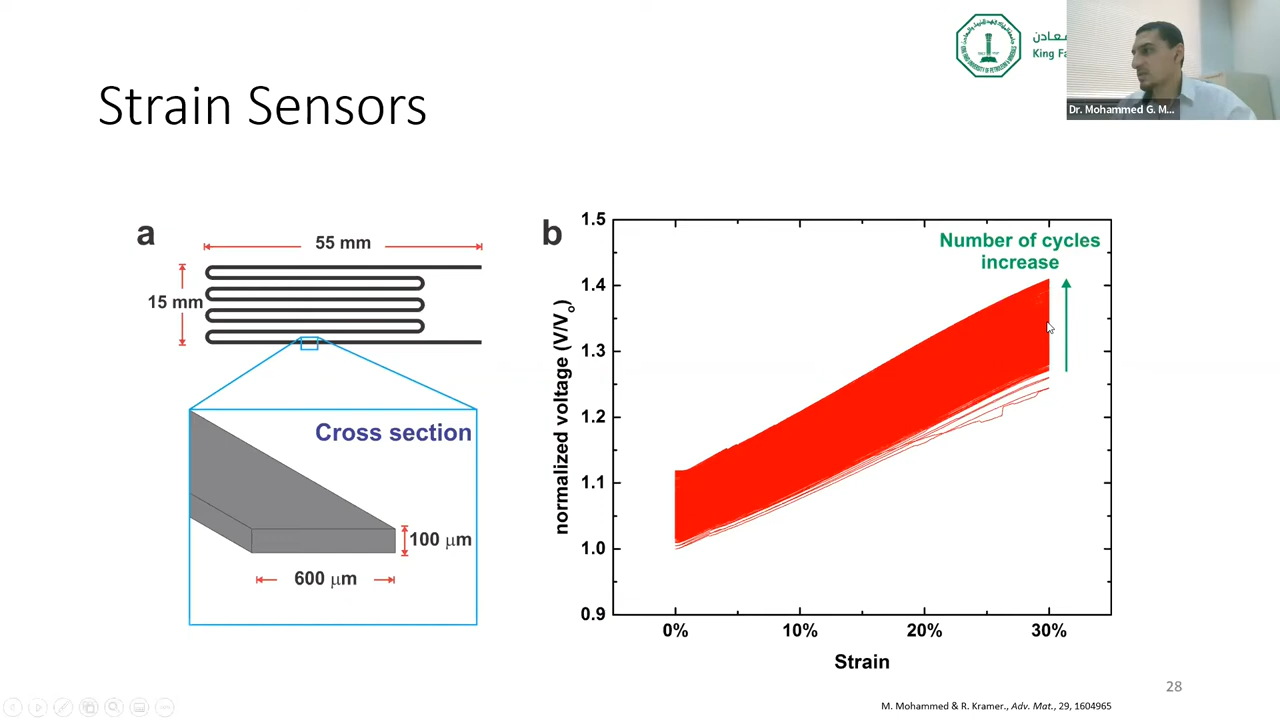 معادن
King Fa
Dr. Mohammed G. M...
Strain Sensors
a
55 mm
15 mm
Cross section
100 μm
600 μm
b
Number of cycles
increase
normalized voltage (V/Vo)
1.5
1.4
1.3
1.2
1.1
1.0
0.9
0%
10%
20%
30%
Strain
28
M. Mohammed & R. Kramer., Adv. Mat., 29, 1604965